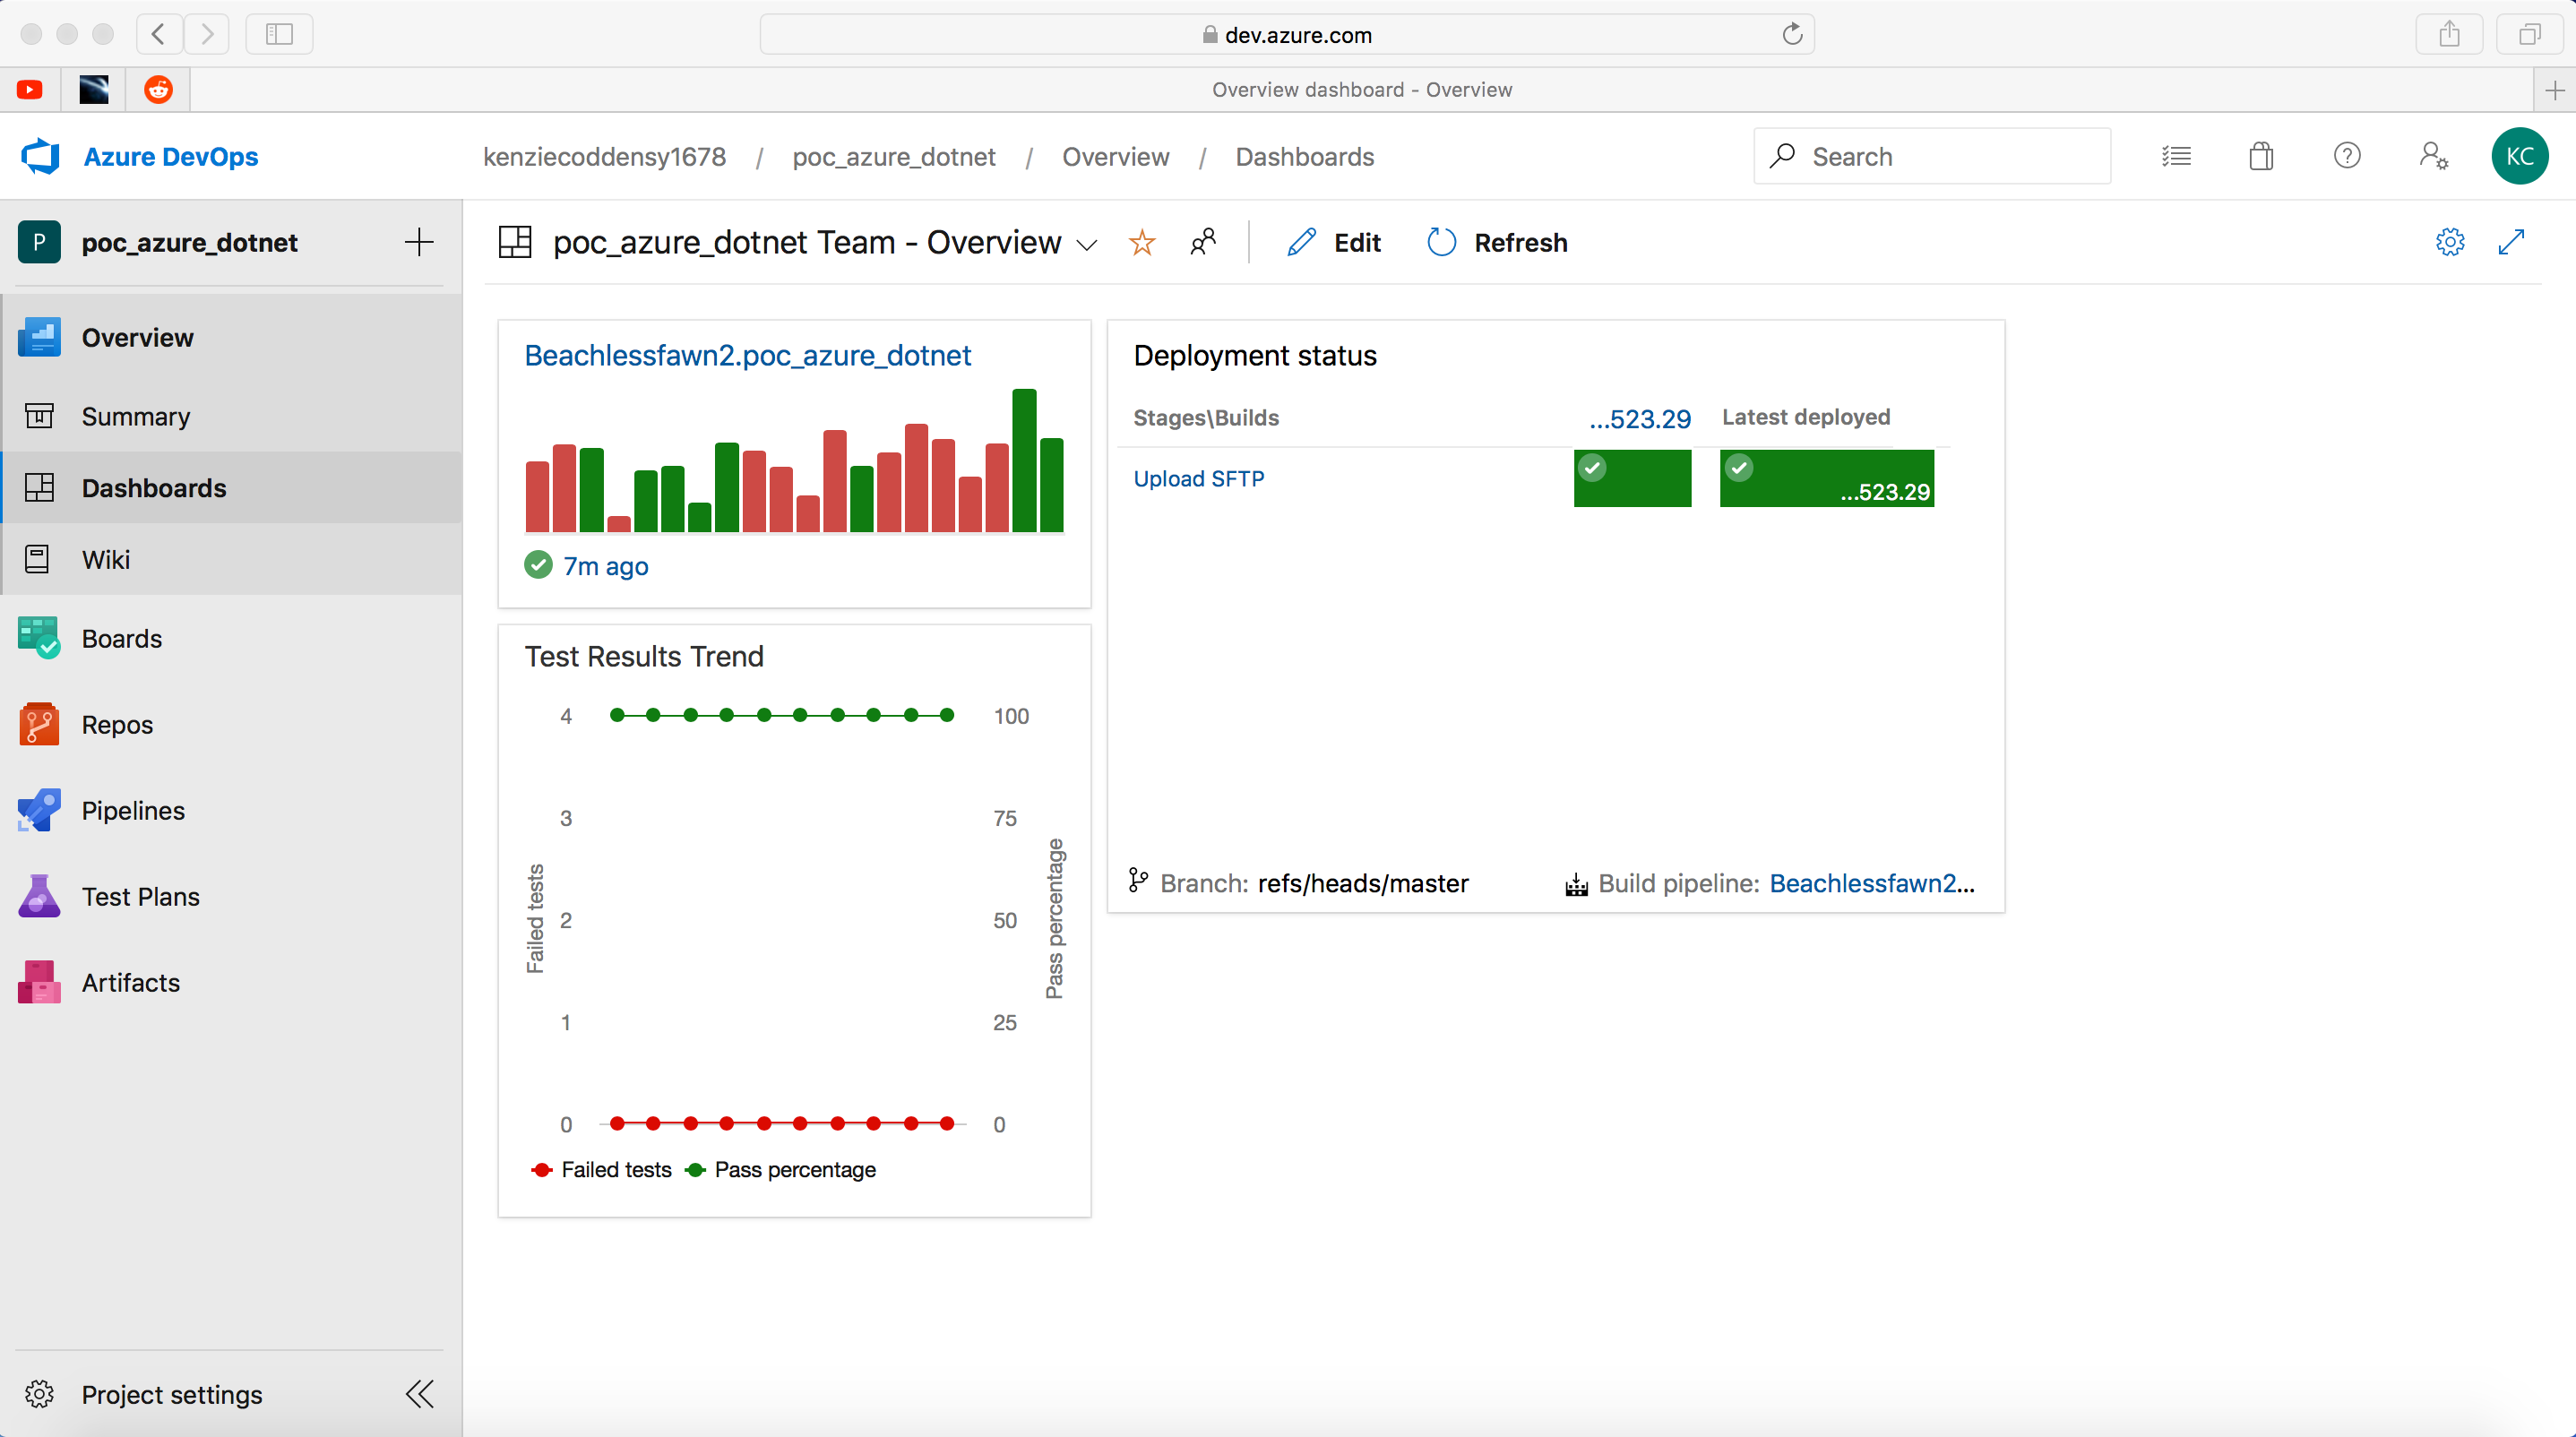 dev.azure.com
Overview dashboard - Overview
Azure DevOps
kenziecoddensy1678 / poc_azure_dotnet / Overview / Dashboards
Search
KC
P poc_azure_dotnet
Overview
Summary
Dashboards
Wiki
Boards
Repos
Pipelines
Test Plans
Artifacts
Project settings
poc_azure_dotnet Team - Overview
Edit
Refresh
Beachlessfawn2.poc_azure_dotnet
7m ago
Deployment status
Stages\Builds ...523.29 Latest deployed
Upload SFTP
...523.29
Branch: refs/heads/master
Build pipeline: Beachlessfawn2...
Test Results Trend
4 100
3 75
2 50
1 25
0 0
Failed tests
Pass percentage
Failed tests Pass percentage